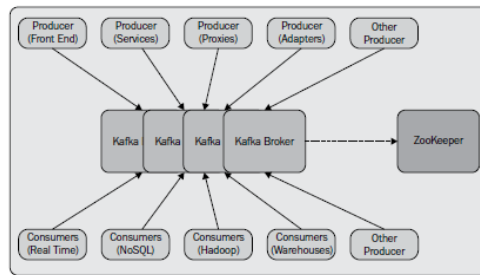 Producer
(Front End)
Producer
(Services)
Producer
(Proxies)
Producer
(Adapters)
Other
Producer
Kafka
Kafka
Kafka
Kafka Broker
ZooKeeper
Consumers
(Real Time)
Consumers
(NoSQL)
Consumers
(Hadoop)
Consumers
(Warehouses)
Other
Producer